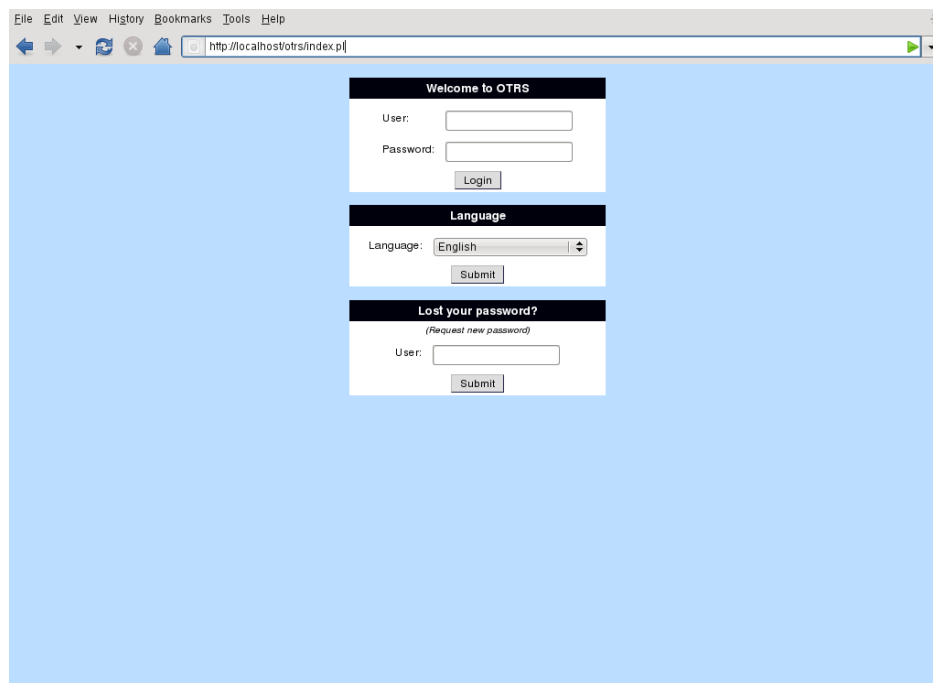 File Edit View History Bookmarks Tools Help
http://localhost/otrs/index.pl
Welcome to OTRS
User:
Password:
Login
Language
Language: English
Submit
Lost your password?
(Request new password)
User:
Submit